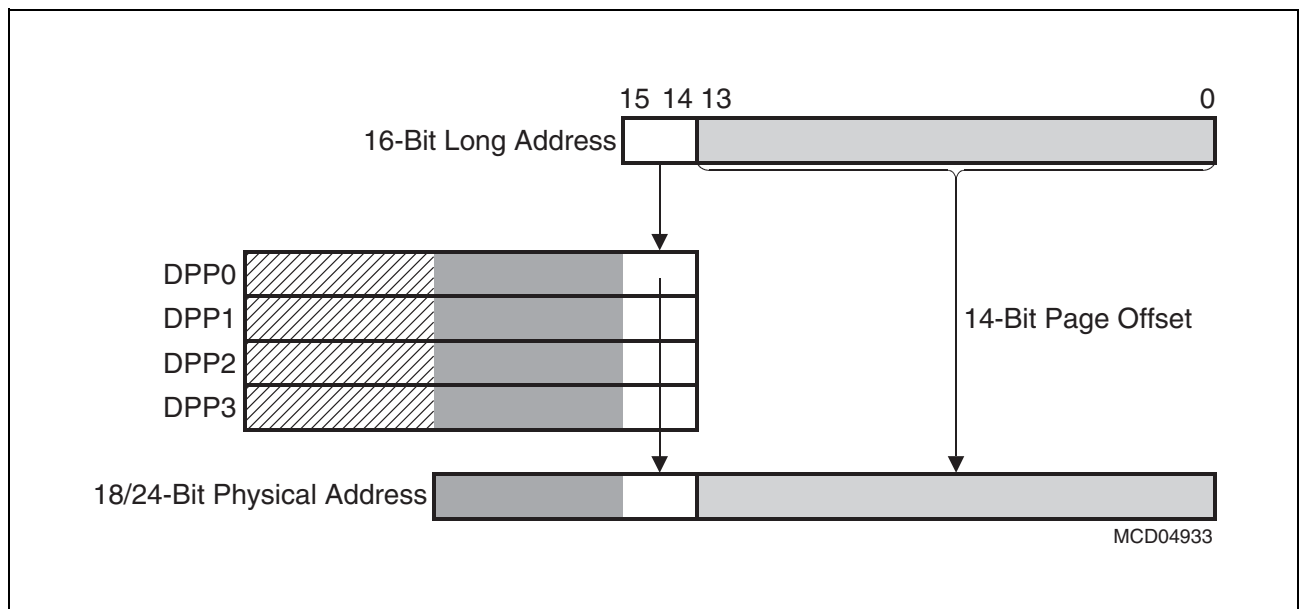 15 14 13 0
16-Bit Long Address
DPP0
DPP1
14-Bit Page Offset
DPP2
DPP3
18/24-Bit Physical Address
MCD04933